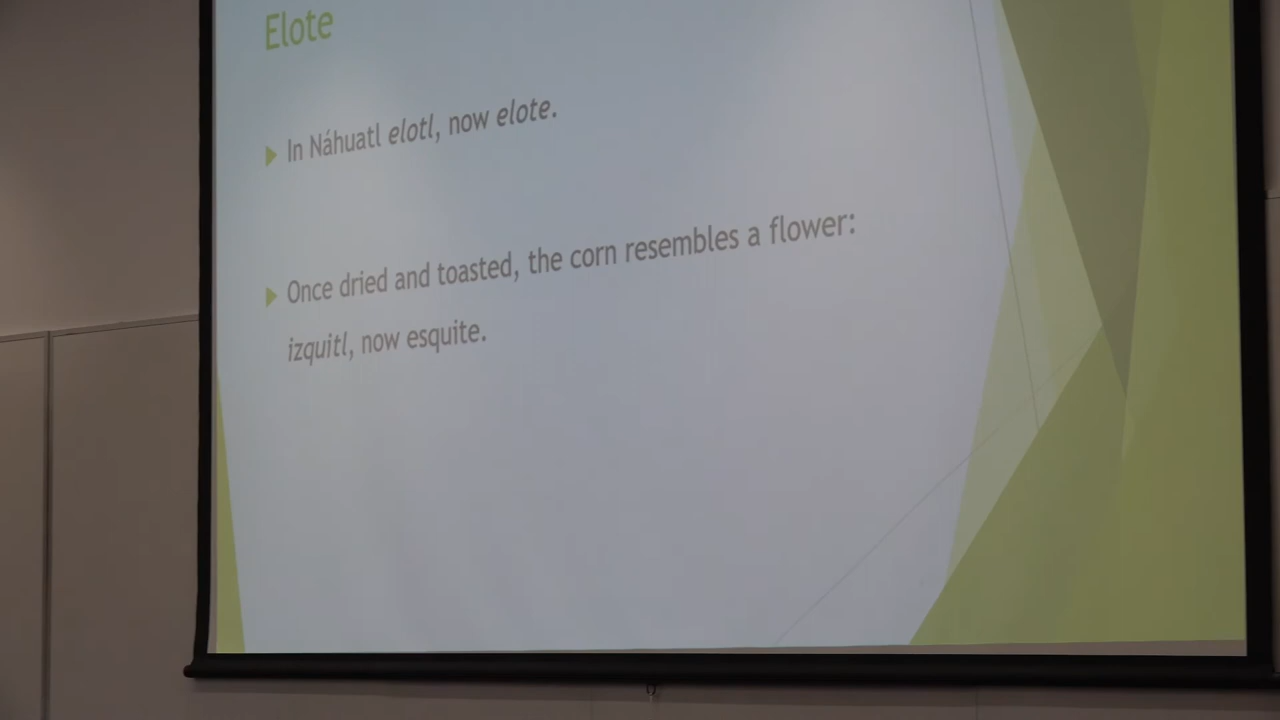 Elote
In Náhuatl elotl, now elote.
Once dried and toasted, the corn resembles a flower:
izquitl, now esquite.